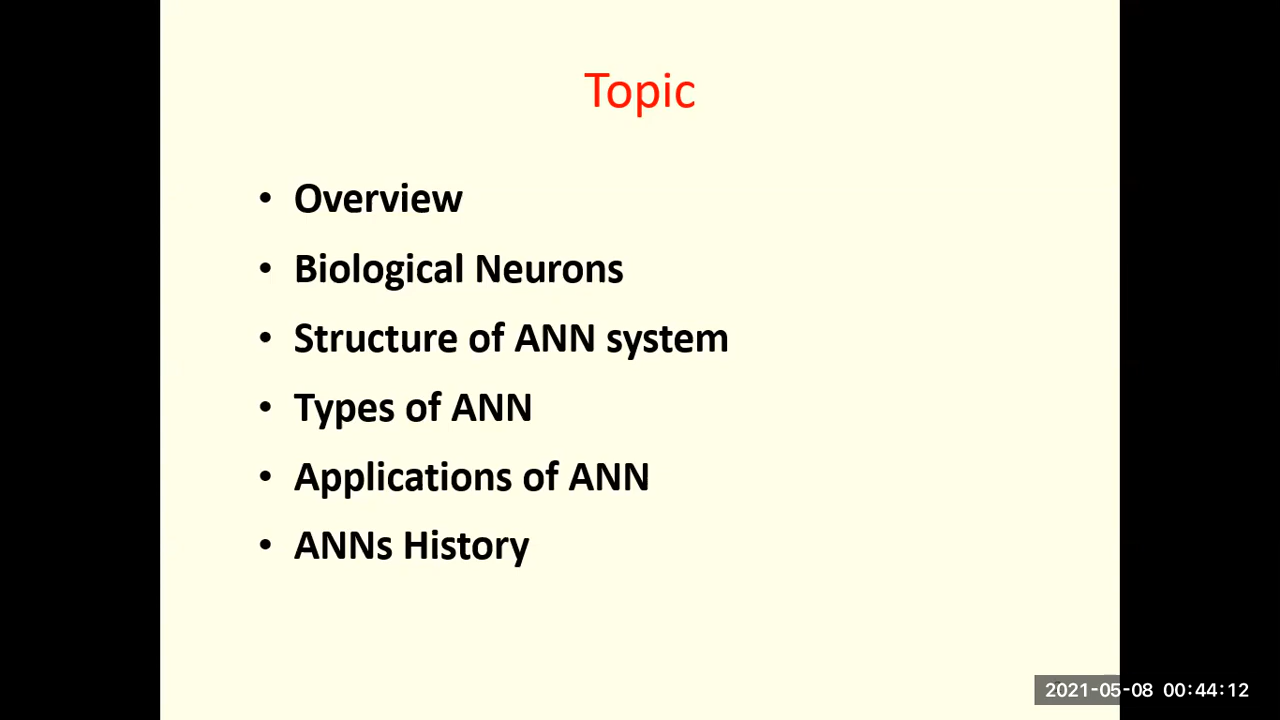 Topic
• Overview
• Biological Neurons
• Structure of ANN system
• Types of ANN
• Applications of ANN
• ANNs History
2021-05-08 00:44:12